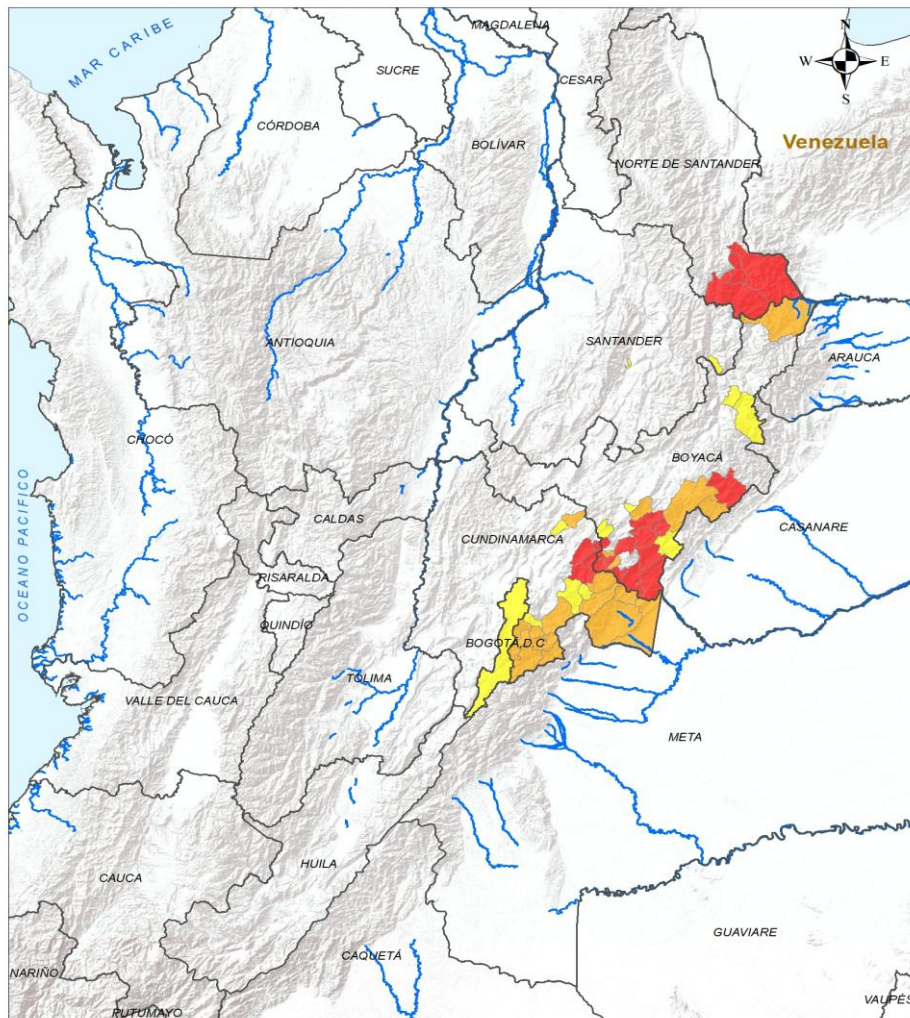 MAGDALENA
N
MAR CARIBE
SUCRE
CESAR
W
E
S
CÓRDOBA
BOLÍVAR
Venezuela
NORTE DE SANTANDER
ANTIOQUIA
SANTANDER
ARAUCA
CHOCÓ
BOYACÁ
OCEANO PACIFICO
CALDAS
CUNDINAMARCA
CASANARE
RISARALDA
QUINDÍO
BOGOTÁ, D.C
TOLIMA
VALLE DEL CAUCA
META
HUILA
CAUCA
GUAVIARE
CAQUETÁ
NARIÑO
VAUPÉS
PUTUMAYO